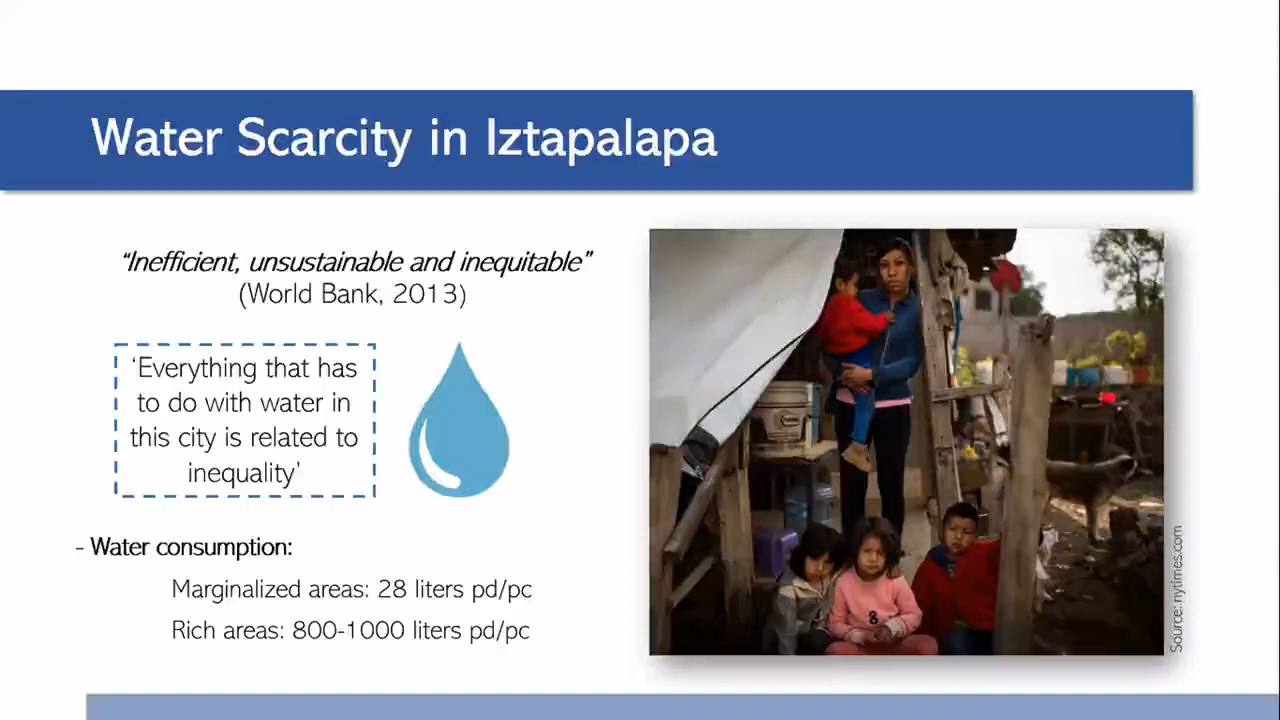 Water Scarcity in Iztapalapa
“Inefficient, unsustainable and inequitable”
(World Bank, 2013)
‘Everything that has
to do with water in
this city is related to
inequality’
- Water consumption:
Marginalized areas: 28 liters pd/pc
Rich areas: 800-1000 liters pd/pc
Source: nytimes.com